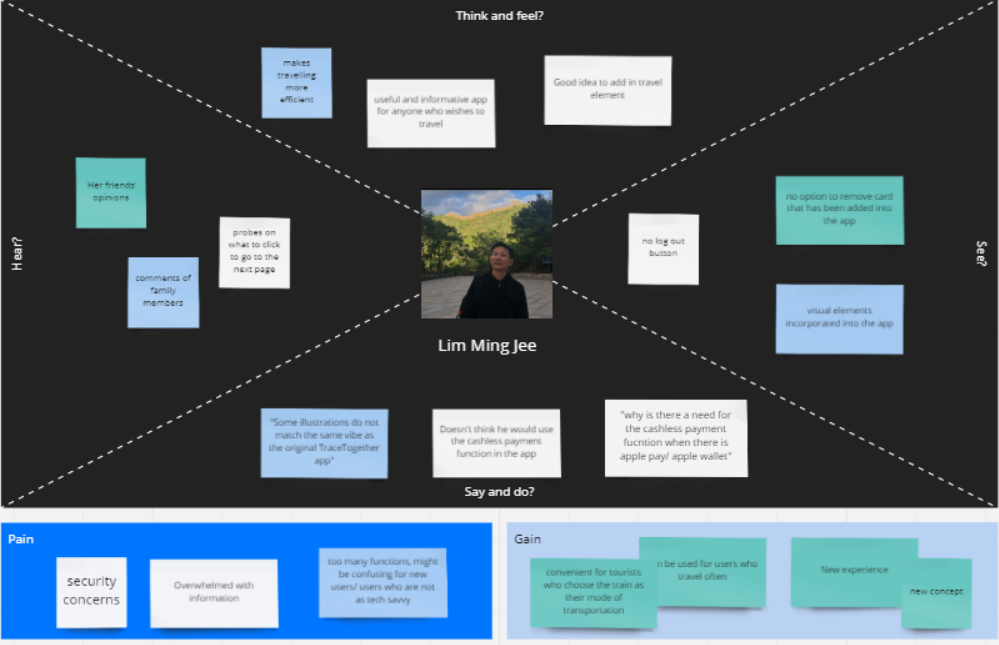 Think and feel?
makes
travelling
more
efficient
useful and informative app
for anyone who wishes to
travel
Good idea to add in travel
element
Hear?
Her friends'
opinions
probes on
what to click
to go to the
next page
comments of
family
members
Lim Ming Jee
See?
no log out
button
no option to remove card
that has been added into
the app
visual elements
incorporated into the app
"Some illustrations do not
match the same vibe as
the original TraceTogether
app"
Doesn't think he would use
the cashless payment
function in the app
"why is there a need for
the cashless payment
fucntion when there is
apple pay/ apple wallet"
Say and do?
Pain
security
concerns
Overwhelmed with
information
too many functions, might
be confusing for new
users/ users who are not
as tech savvy
Gain
convenient for tourists
who choose the train as
their mode of
transportation
n be used for users who
travel often
New experience
new concept